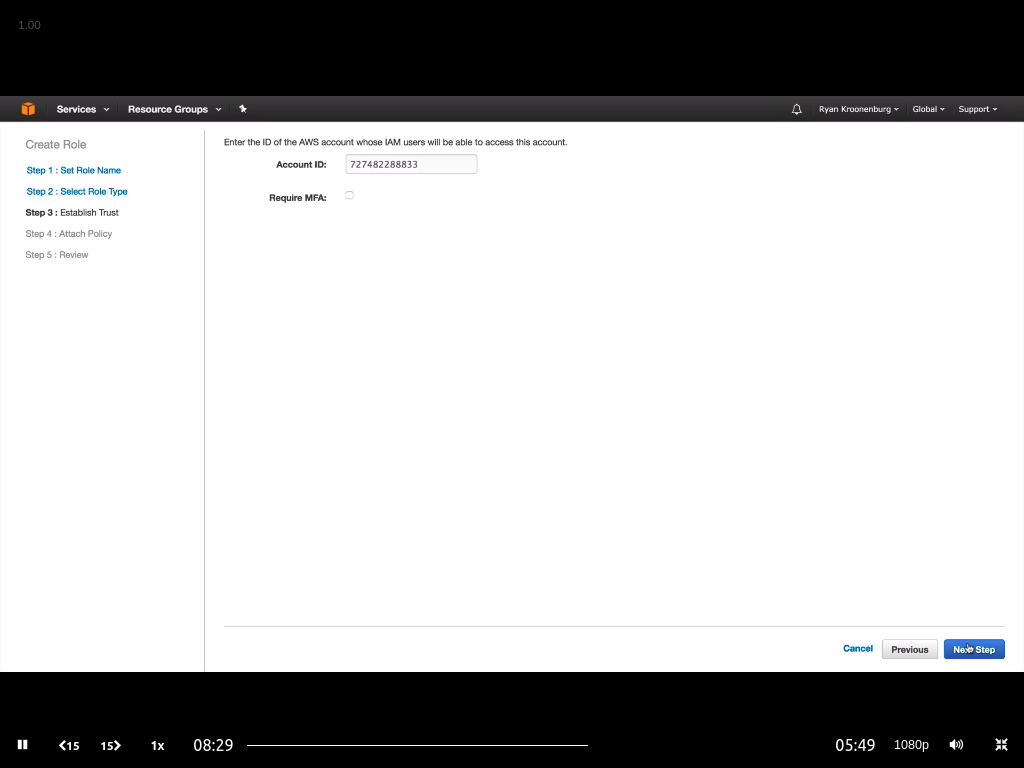 1.00
Services Resource Groups Ryan Kroonenburg Global Support
Create Role
Step 1 : Set Role Name
Step 2 : Select Role Type
Step 3 : Establish Trust
Step 4 : Attach Policy
Step 5 : Review
Enter the ID of the AWS account whose IAM users will be able to access this account.
Account ID: 727482288833
Require MFA:
Cancel Previous Next Step
15 15 1x 08:29 05:49 1080p